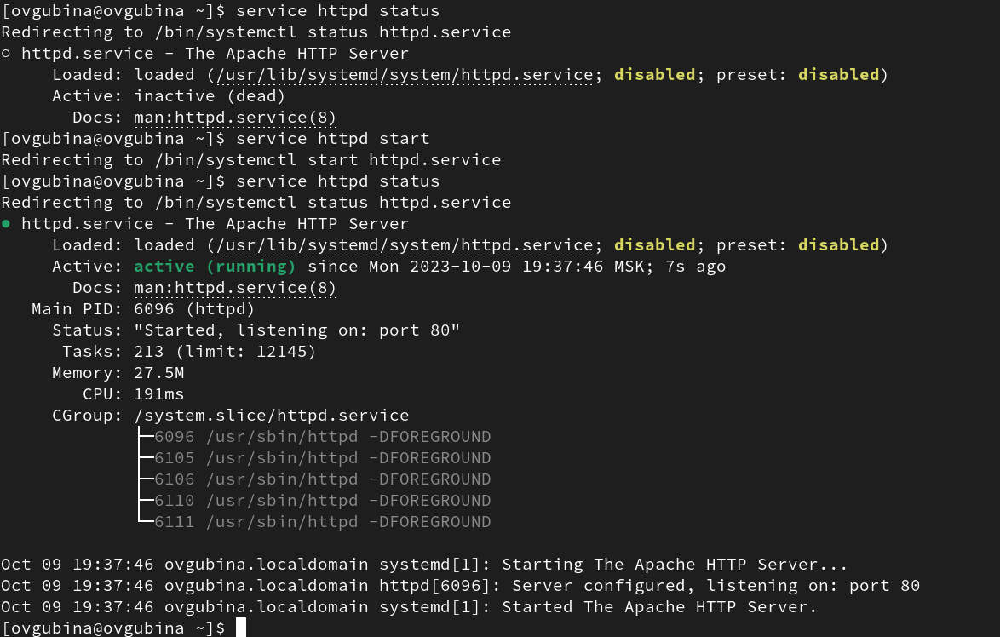 [ovgubina@ovgubina ~]$ service httpd status
Redirecting to /bin/systemctl status httpd.service
○ httpd.service - The Apache HTTP Server
     Loaded: loaded (/usr/lib/systemd/system/httpd.service; disabled; preset: disabled)
     Active: inactive (dead)
       Docs: man:httpd.service(8)
[ovgubina@ovgubina ~]$ service httpd start
Redirecting to /bin/systemctl start httpd.service
[ovgubina@ovgubina ~]$ service httpd status
Redirecting to /bin/systemctl status httpd.service
● httpd.service - The Apache HTTP Server
     Loaded: loaded (/usr/lib/systemd/system/httpd.service; disabled; preset: disabled)
     Active: active (running) since Mon 2023-10-09 19:37:46 MSK; 7s ago
       Docs: man:httpd.service(8)
   Main PID: 6096 (httpd)
     Status: "Started, listening on: port 80"
      Tasks: 213 (limit: 12145)
     Memory: 27.5M
        CPU: 191ms
     CGroup: /system.slice/httpd.service
             ├─6096 /usr/sbin/httpd -DFOREGROUND
             ├─6105 /usr/sbin/httpd -DFOREGROUND
             ├─6106 /usr/sbin/httpd -DFOREGROUND
             ├─6110 /usr/sbin/httpd -DFOREGROUND
             └─6111 /usr/sbin/httpd -DFOREGROUND

Oct 09 19:37:46 ovgubina.localdomain systemd[1]: Starting The Apache HTTP Server...
Oct 09 19:37:46 ovgubina.localdomain httpd[6096]: Server configured, listening on: port 80
Oct 09 19:37:46 ovgubina.localdomain systemd[1]: Started The Apache HTTP Server.
[ovgubina@ovgubina ~]$